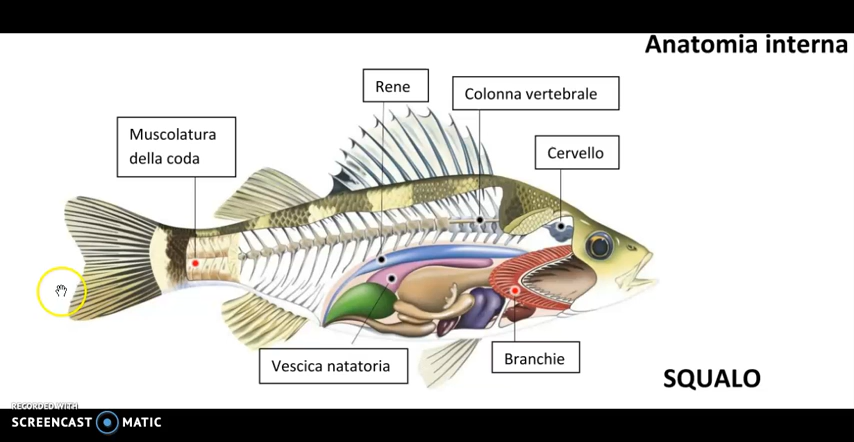 Anatomia interna
Rene
Colonna vertebrale
Muscolatura
della coda
Cervello
Vescica natatoria
Branchie
SQUALO
RECORDED WITH
SCREENCAST MATIC